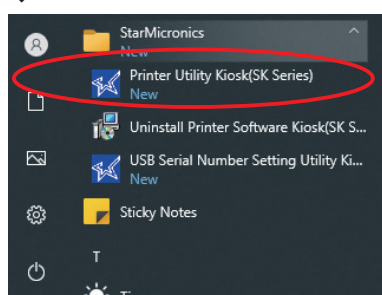 StarMicronics
New
Printer Utility Kiosk(SK Series)
New
Uninstall Printer Software Kiosk(SK S...
USB Serial Number Setting Utility Ki...
New
Sticky Notes
T